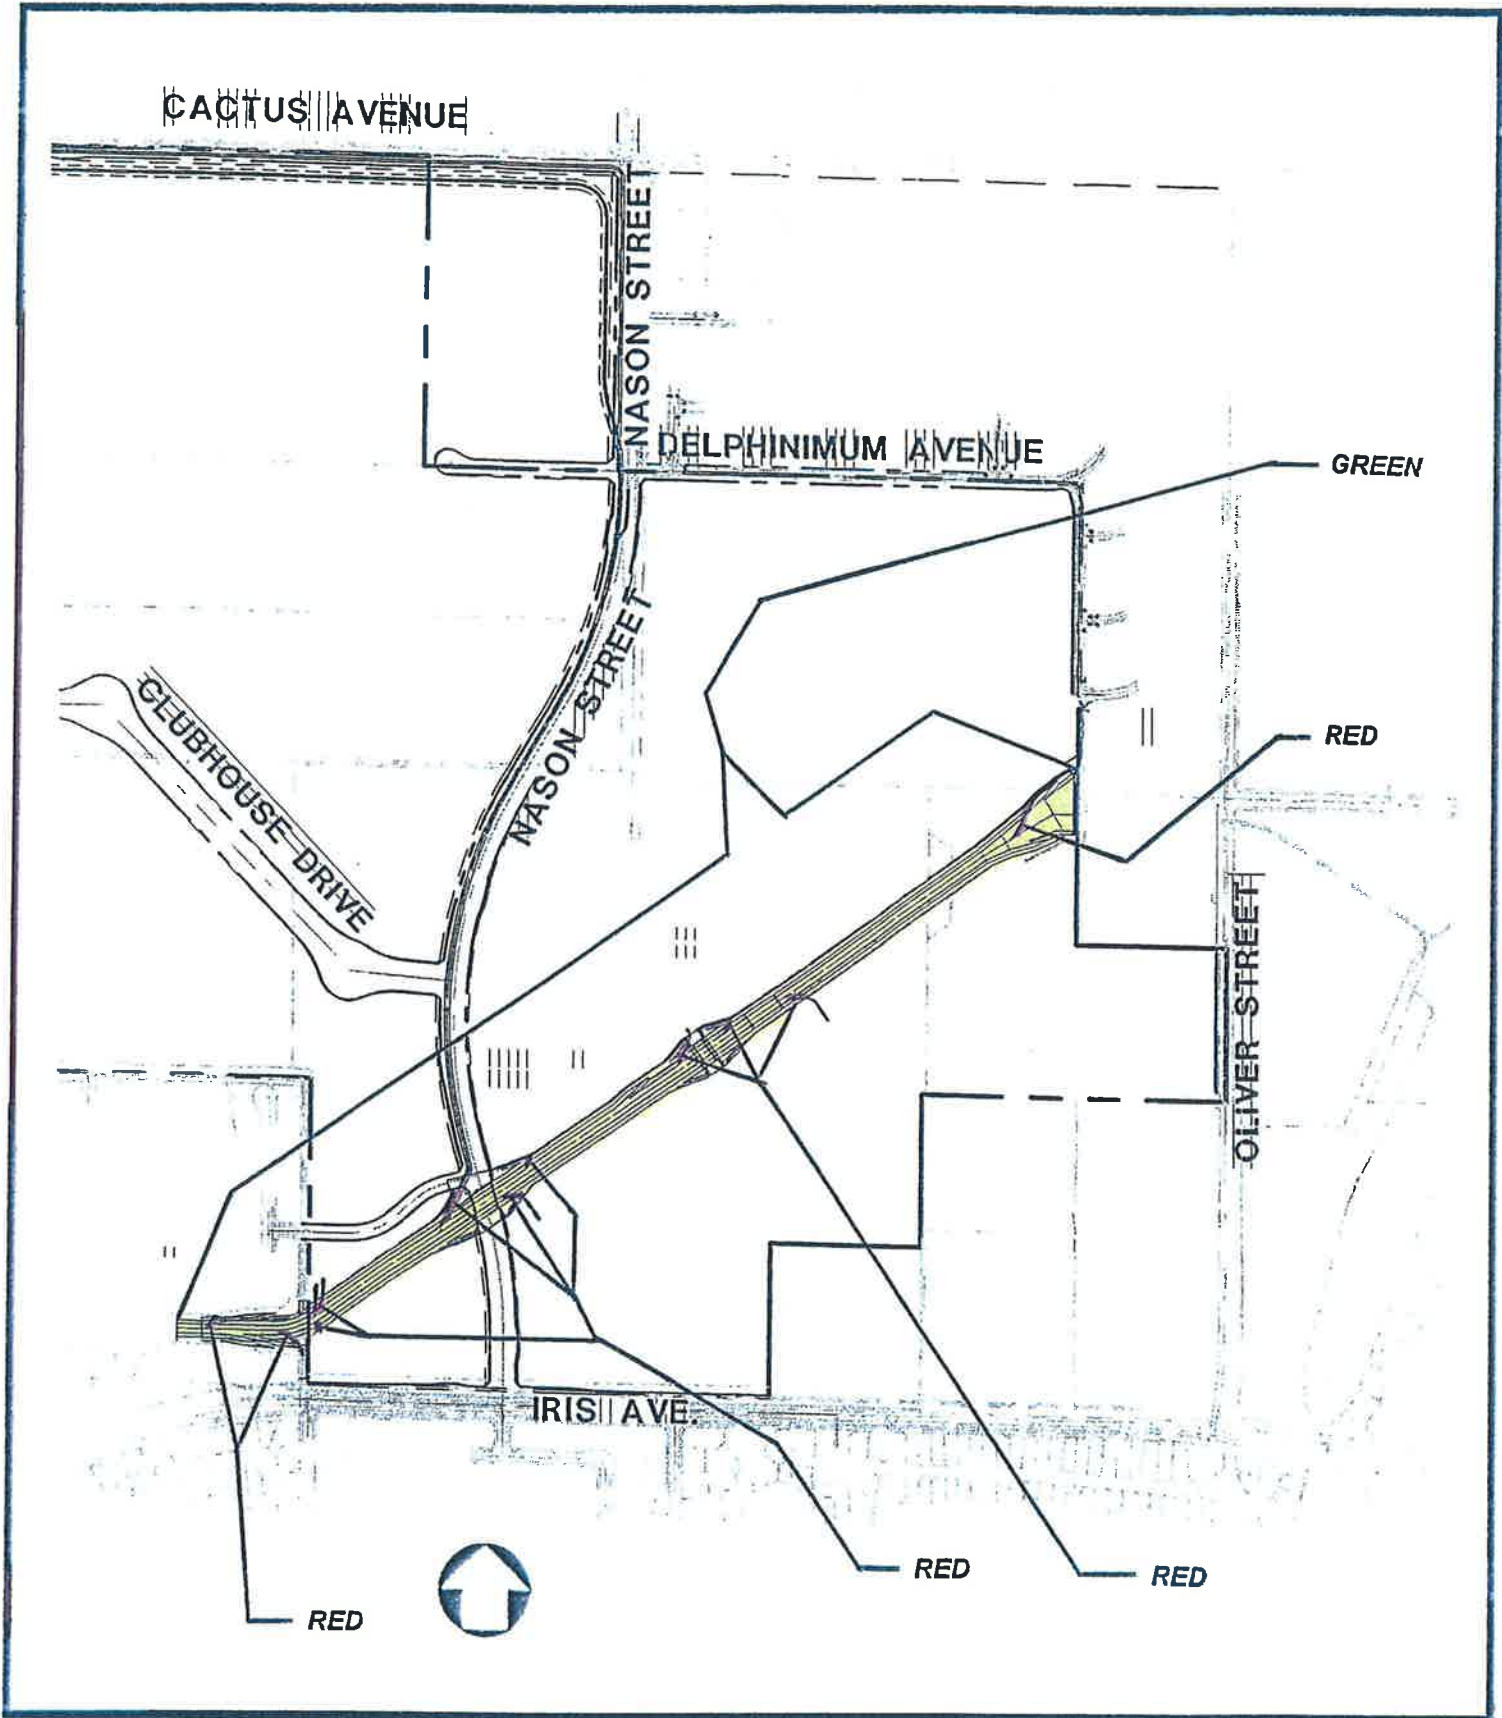 CACTUS AVENUE
NASON STREET
DELPHINIMUM AVENUE
GREEN
NASON STREET
CLUBHOUSE DRIVE
RED
OLIVER STREET
IRIS AVE.
RED
RED
RED